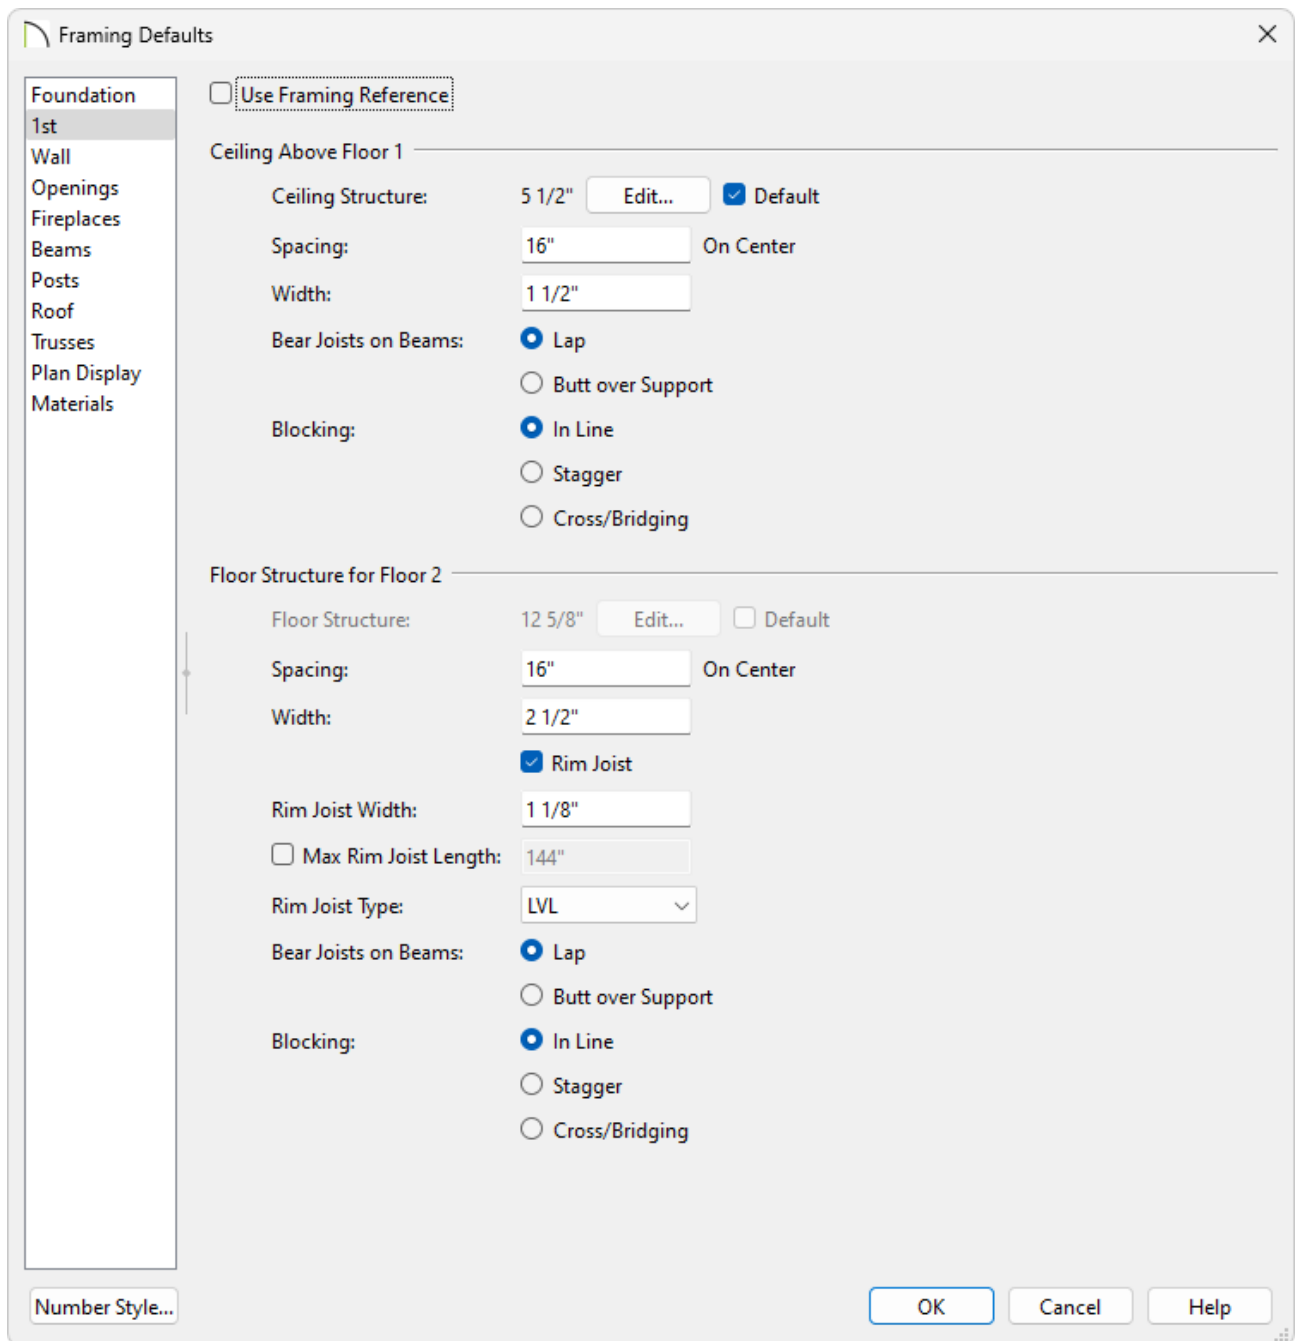 Framing Defaults
Foundation
1st
Wall
Openings
Fireplaces
Beams
Posts
Roof
Trusses
Plan Display
Materials
Use Framing Reference
Ceiling Above Floor 1
Ceiling Structure: 5 1/2" Edit... Default
Spacing: 16" On Center
Width: 1 1/2"
Bear Joists on Beams: Lap
Butt over Support
Blocking: In Line
Stagger
Cross/Bridging
Floor Structure for Floor 2
Floor Structure: 12 5/8" Edit... Default
Spacing: 16" On Center
Width: 2 1/2"
Rim Joist
Rim Joist Width: 1 1/8"
Max Rim Joist Length: 144"
Rim Joist Type: LVL
Bear Joists on Beams: Lap
Butt over Support
Blocking: In Line
Stagger
Cross/Bridging
Number Style... OK Cancel Help